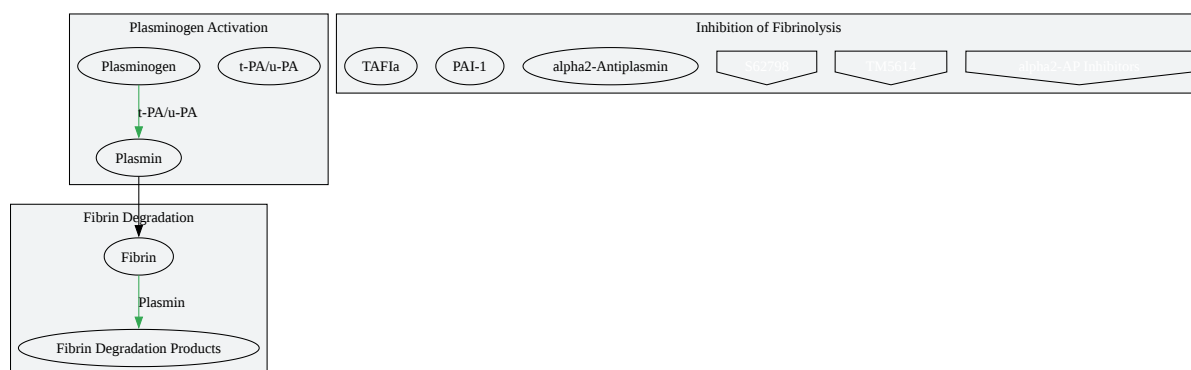 Plasminogen Activation
Inhibition of Fibrinolysis
Plasminogen
t-PA/u-PA
TAFIa
PAI-1
alpha2-Antiplasmin
S62798
TM5614
alpha2-AP Inhibitors
t-PA/u-PA
Plasmin
Fibrin Degradation
Fibrin
Plasmin
Fibrin Degradation Products